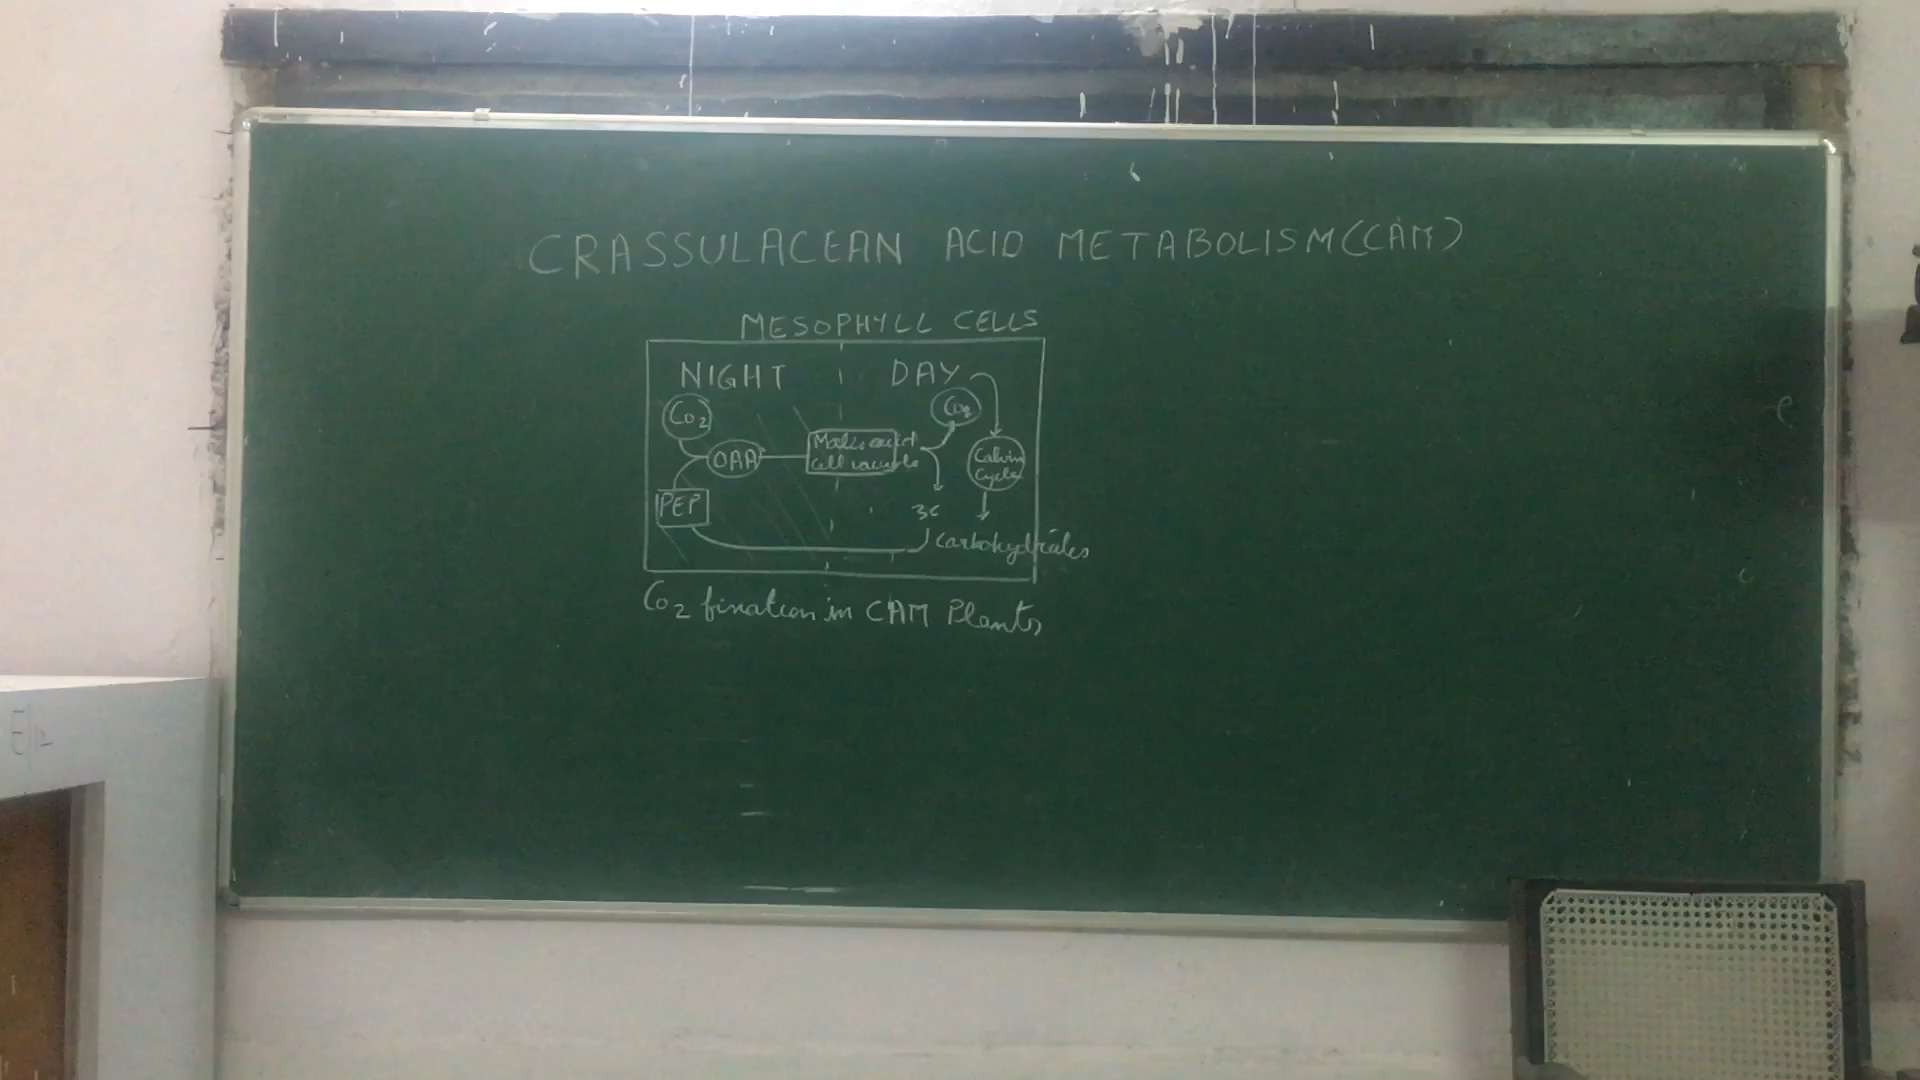 CRASSULACEAN ACID METABOLISM (CAM)
MESOPHYLL CELLS
NIGHT DAY
Co2
Co2
OAA
Malic acid
cell vacuole
Calvin
Cycle
PEP
3C
Carbohydrates
Co2 fixation in CAM Plants
E 12